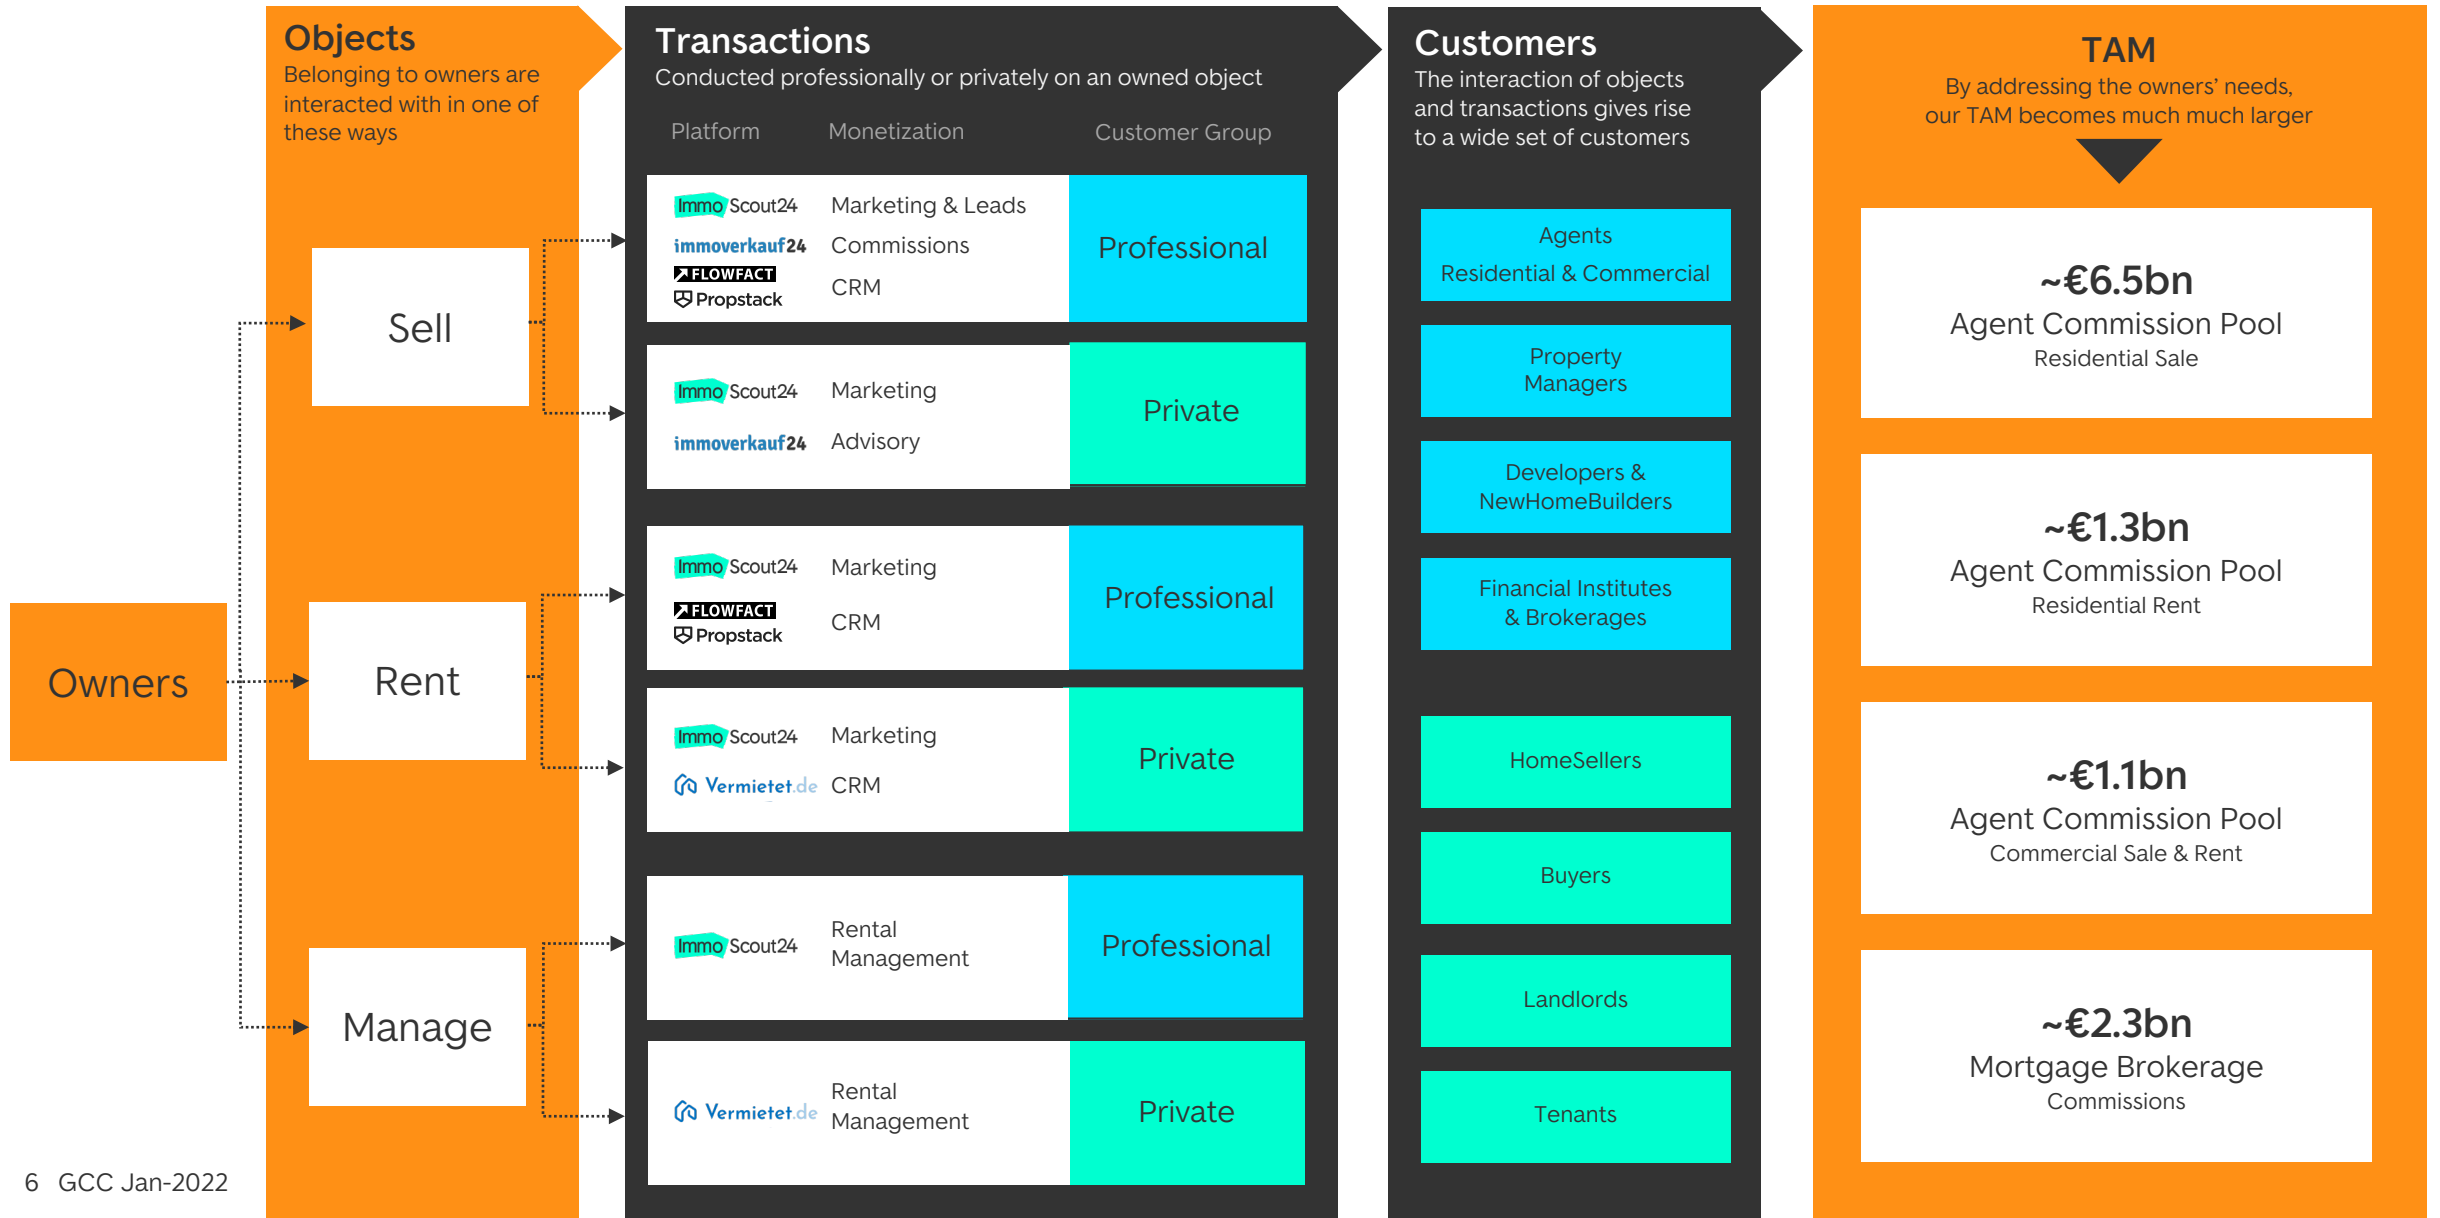 Objects
Belonging to owners are
interacted with in one of
these ways
Owners
Sell
Rent
Manage
Transactions
Conducted professionally or privately on an owned object
Platform Monetization Customer Group
ImmoScout24 Marketing & Leads
immoverkauf24 Commissions
FLOWFACT
Propstack
CRM
Professional
ImmoScout24 Marketing
immoverkauf24 Advisory
Private
ImmoScout24 Marketing
FLOWFACT
Propstack
CRM
Professional
ImmoScout24 Marketing
Vermietet.de CRM
Private
ImmoScout24
Rental
Management
Professional
Vermietet.de
Rental
Management
Private
Customers
The interaction of objects
and transactions gives rise
to a wide set of customers
Agents
Residential & Commercial
Property
Managers
Developers &
NewHomeBuilders
Financial Institutes
& Brokerages
HomeSellers
Buyers
Landlords
Tenants
TAM
By addressing the owners’ needs,
our TAM becomes much much larger
~€6.5bn
Agent Commission Pool
Residential Sale
~€1.3bn
Agent Commission Pool
Residential Rent
~€1.1bn
Agent Commission Pool
Commercial Sale & Rent
~€2.3bn
Mortgage Brokerage
Commissions
6 GCC Jan-2022